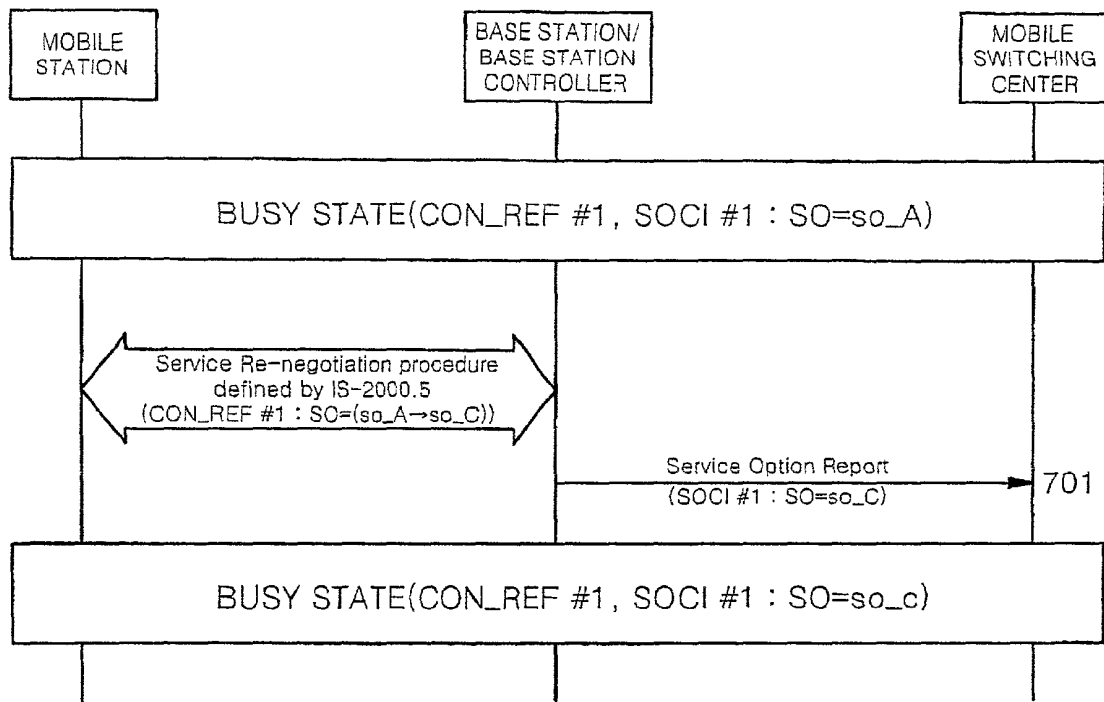 MOBILE
STATION
BASE STATION/
BASE STATION
CONTROLLER
MOBILE
SWITCHING
CENTER
BUSY STATE(CON_REF #1, SOCI #1 : SO=so_A)
Service Re-negotiation procedure
defined by IS-2000.5
(CON_REF #1 : SO=(so_A→so_C))
Service Option Report
(SOCI #1 : SO=so_C)
701
BUSY STATE(CON_REF #1, SOCI #1 : SO=so_c)